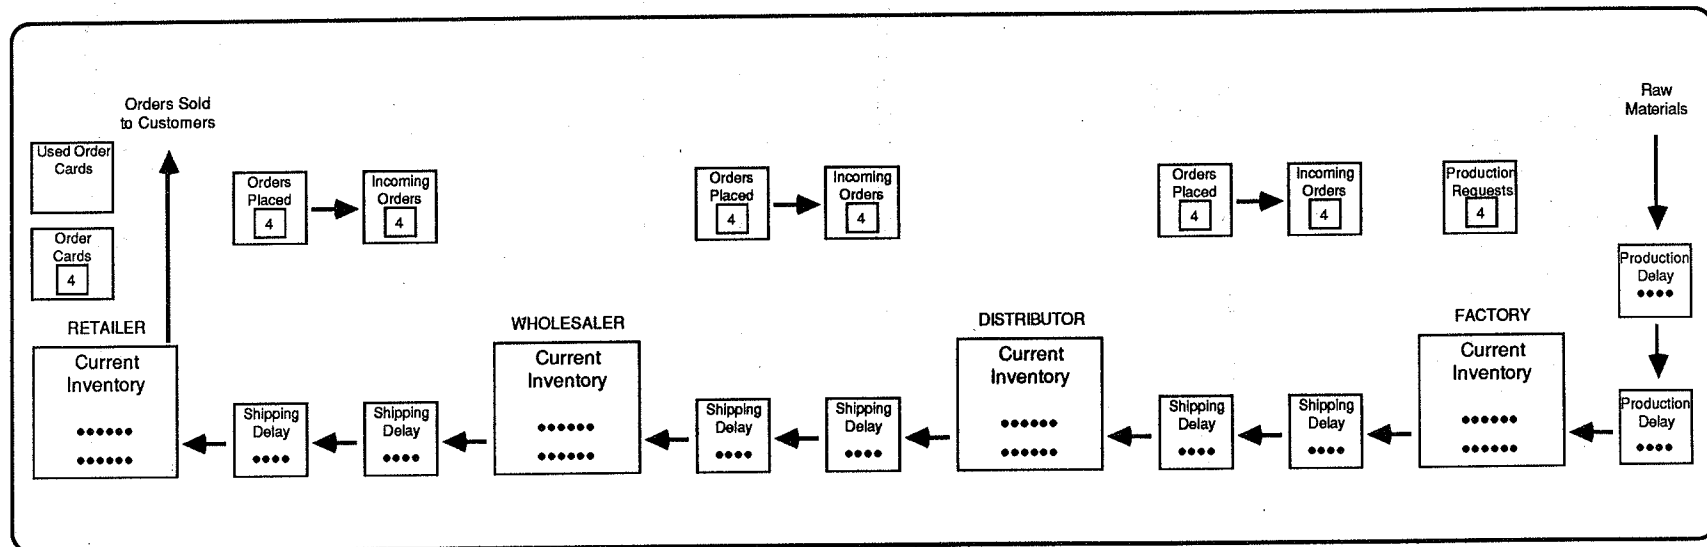 Orders Sold
to Customers
Raw
Materials
Used Order
Cards
Orders
Placed
4
Incoming
Orders
4
Orders
Placed
4
Incoming
Orders
4
Orders
Placed
4
Incoming
Orders
4
Production
Requests
4
Order
Cards
4
Production
Delay
RETAILER
WHOLESALER
DISTRIBUTOR
FACTORY
Current
Inventory
Current
Inventory
Current
Inventory
Current
Inventory
Shipping
Delay
Shipping
Delay
Shipping
Delay
Shipping
Delay
Shipping
Delay
Shipping
Delay
Production
Delay